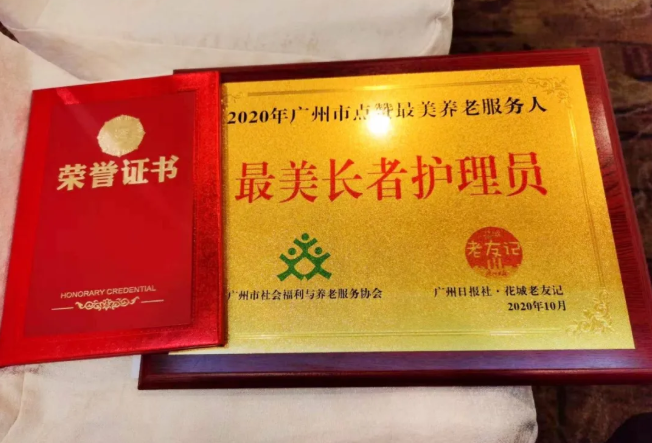 荣誉证书
HONORARY CREDENTIAL
2020年广州市点赞最美养老服务人
最美长者护理员
广州市社会福利与养老服务协会
老友记
广州日报社·花城老友记
2020年10月